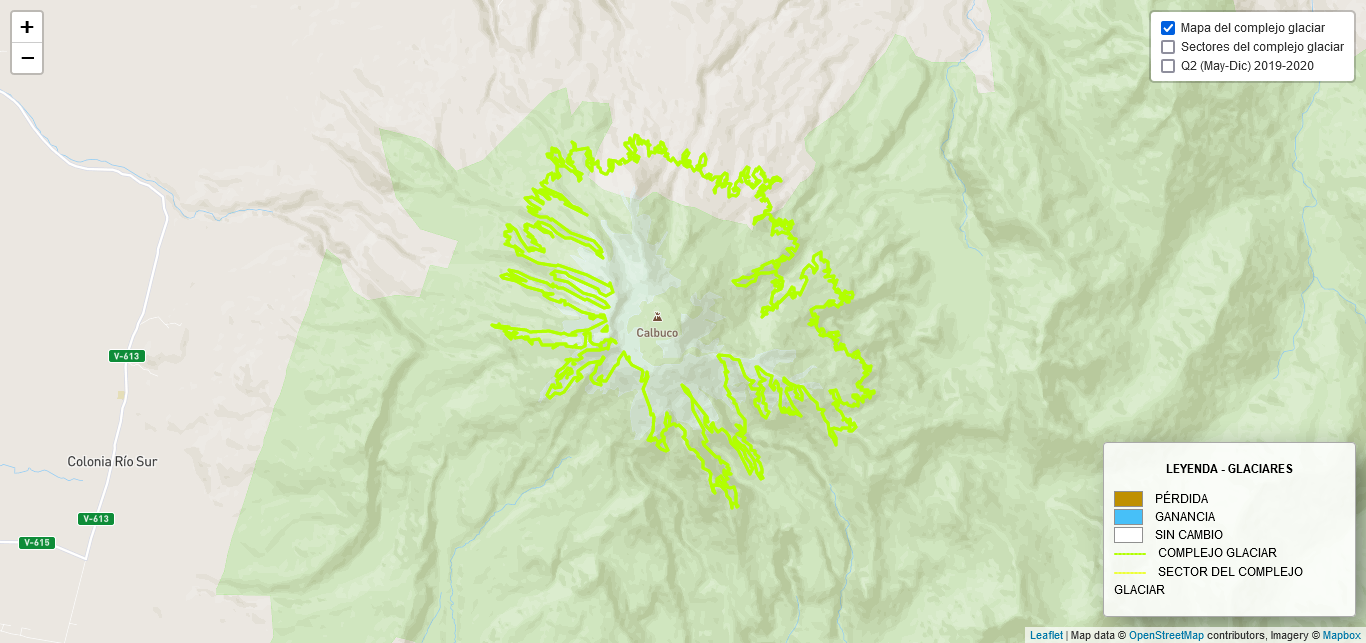 +
−
Mapa del complejo glaciar
Sectores del complejo glaciar
Q2 (May-Dic) 2019-2020
Calbuco
V-613
Colonia Río Sur
V-613
V-615
LEYENDA - GLACIARES
PÉRDIDA
GANANCIA
SIN CAMBIO
COMPLEJO GLACIAR
SECTOR DEL COMPLEJO
GLACIAR
Leaflet | Map data © OpenStreetMap contributors, Imagery © Mapbox